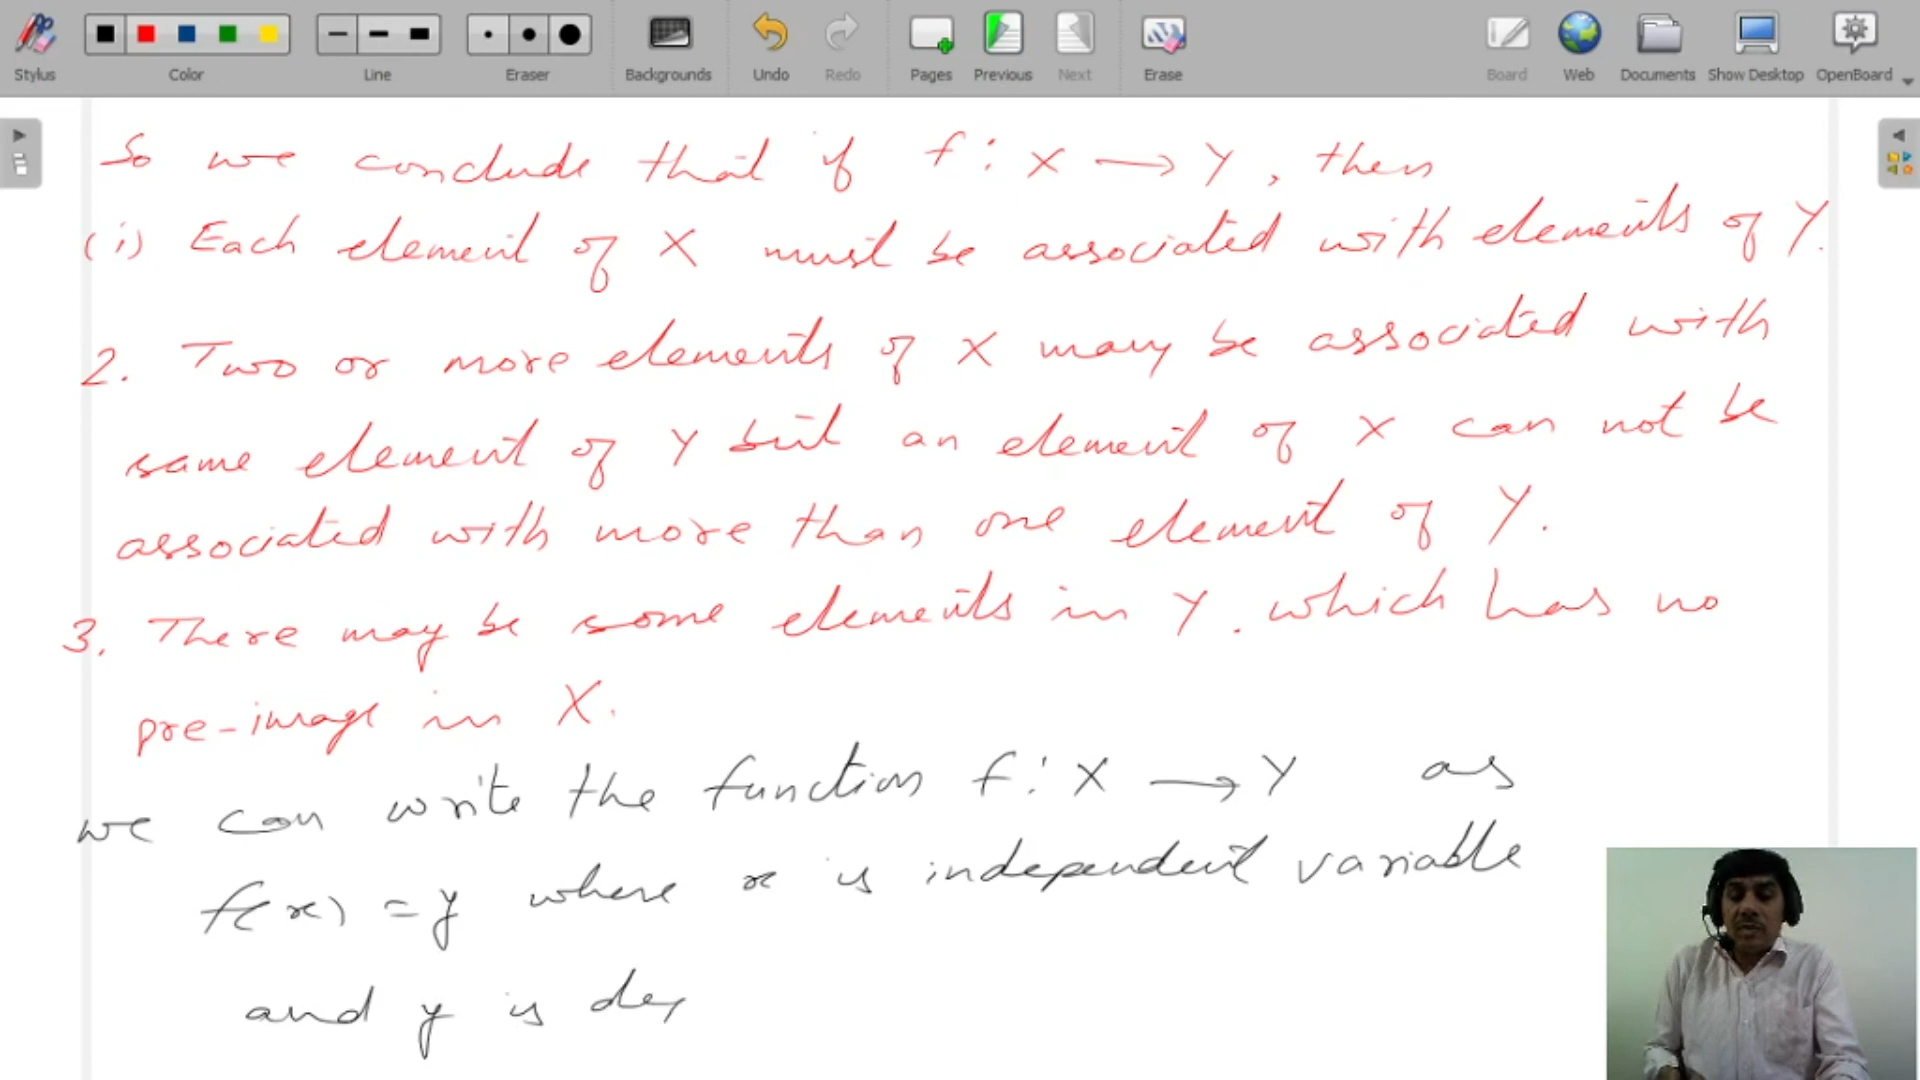 Stylus Color Line Eraser Backgrounds Undo Redo Pages Previous Next Erase Board Web Documents Show Desktop OpenBoard
So we conclude that if f : X → Y, then
(i) Each element of X must be associated with elements of Y.
2. Two or more elements of X may be associated with
same element of Y but an element of X can not be
associated with more than one element of Y.
3. There may be some elements in Y. which has no
pre-image in X.
we can write the function f : X → Y as
f(x) = y where x is independent variable
and y is dep